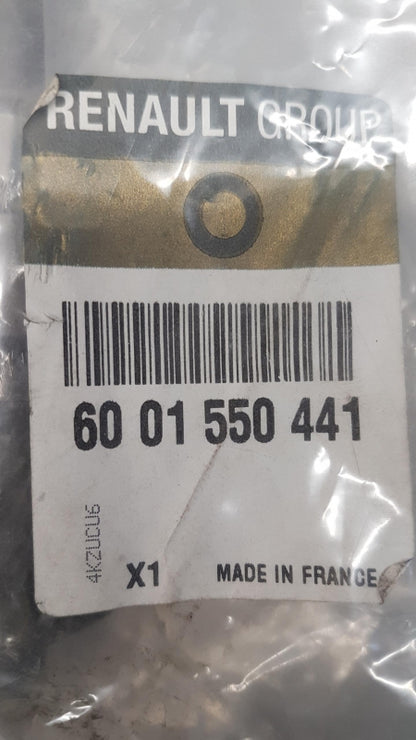 RENAULT GROUP
60 01 550 441
4KZUCU6
X1 MADE IN FRANCE